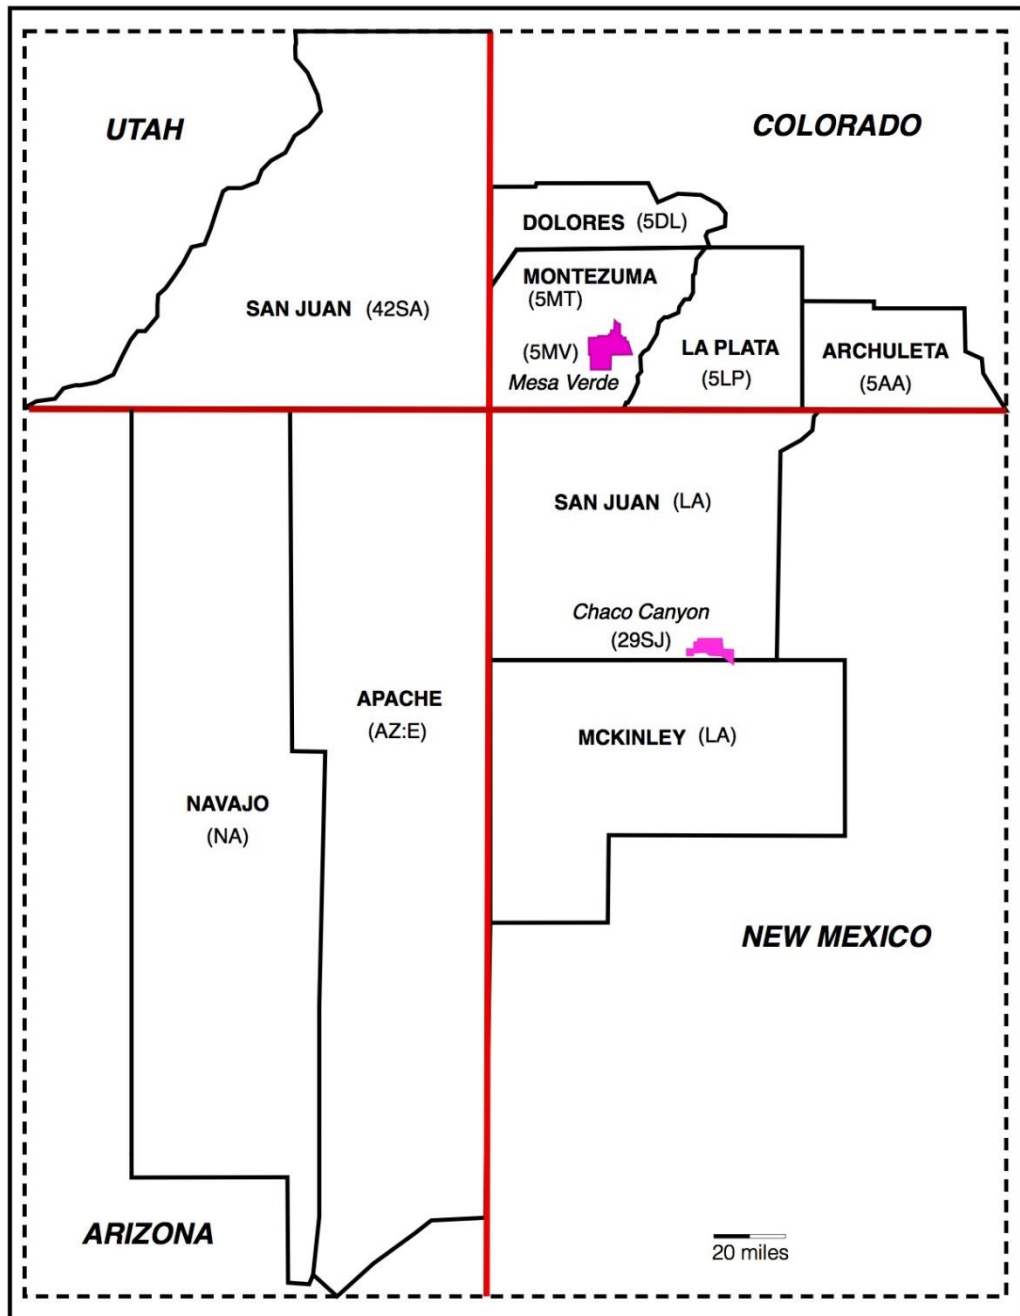 UTAH
COLORADO
DOLORES (5DL)
MONTEZUMA
(5MT)
SAN JUAN (42SA)
(5MV)
Mesa Verde
LA PLATA
(5LP)
ARCHULETA
(5AA)
SAN JUAN (LA)
Chaco Canyon
(29SJ)
APACHE
(AZ:E)
MCKINLEY (LA)
NAVAJO
(NA)
NEW MEXICO
ARIZONA
20 miles